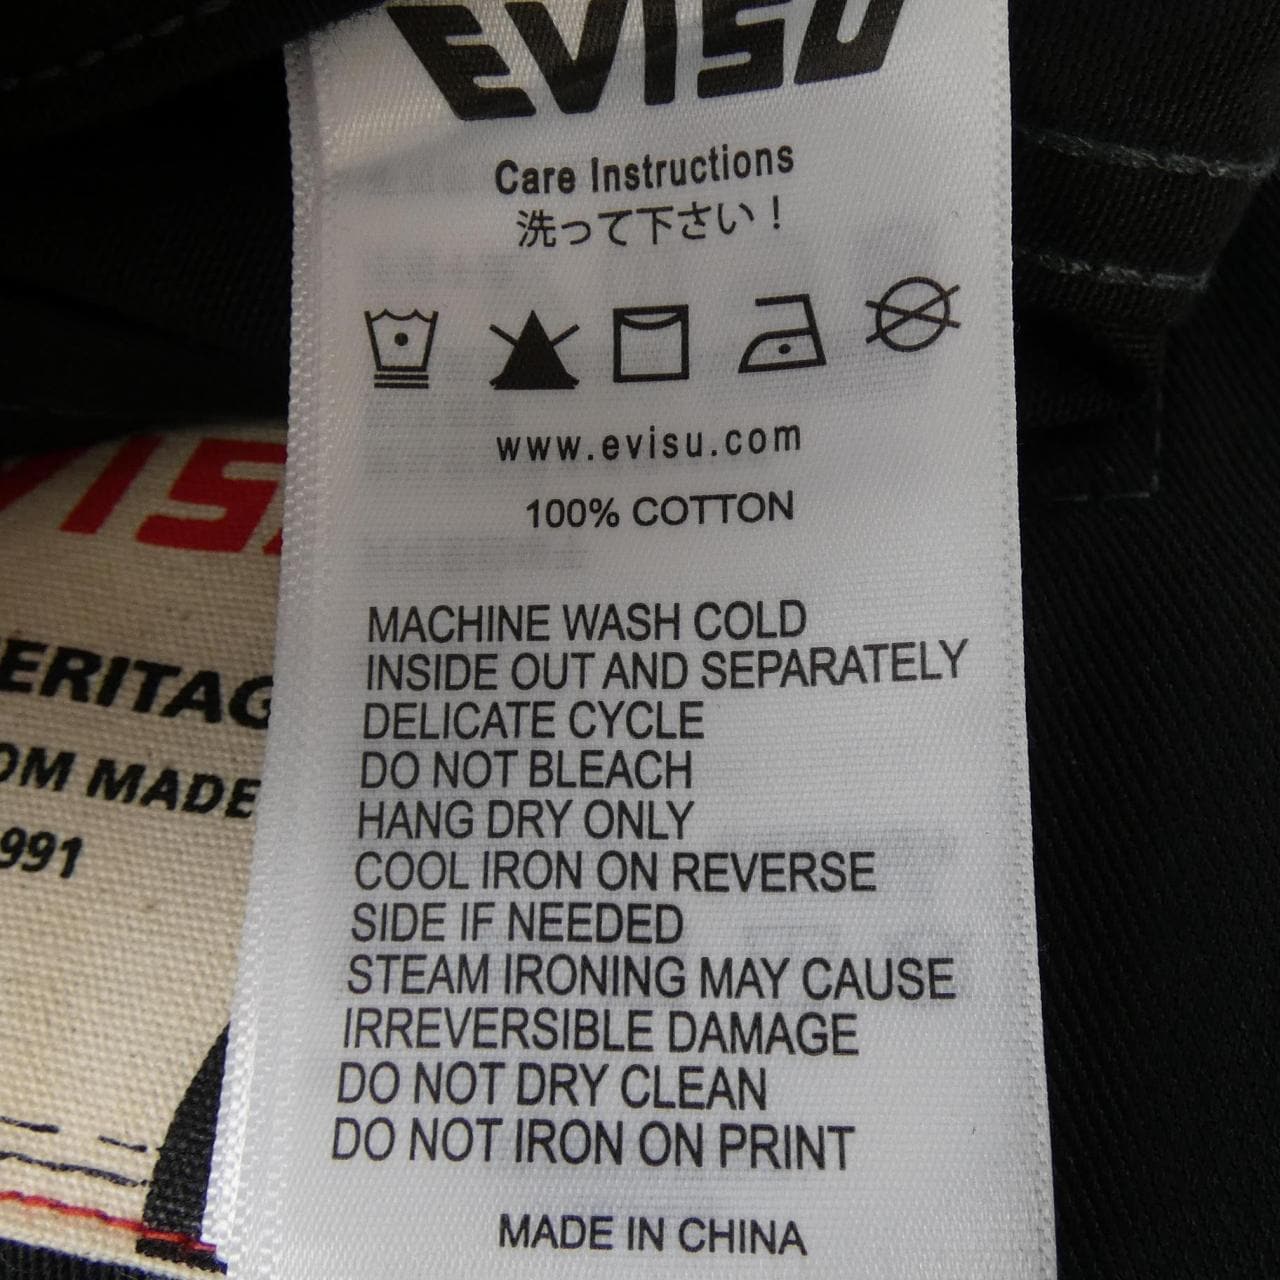 EVISU
Care Instructions
洗って下さい！
www.evisu.com
100% COTTON
MACHINE WASH COLD
INSIDE OUT AND SEPARATELY
DELICATE CYCLE
DO NOT BLEACH
HANG DRY ONLY
COOL IRON ON REVERSE
SIDE IF NEEDED
STEAM IRONING MAY CAUSE
IRREVERSIBLE DAMAGE
DO NOT DRY CLEAN
DO NOT IRON ON PRINT
MADE IN CHINA
VIS
ERITAG
OM MADE
991